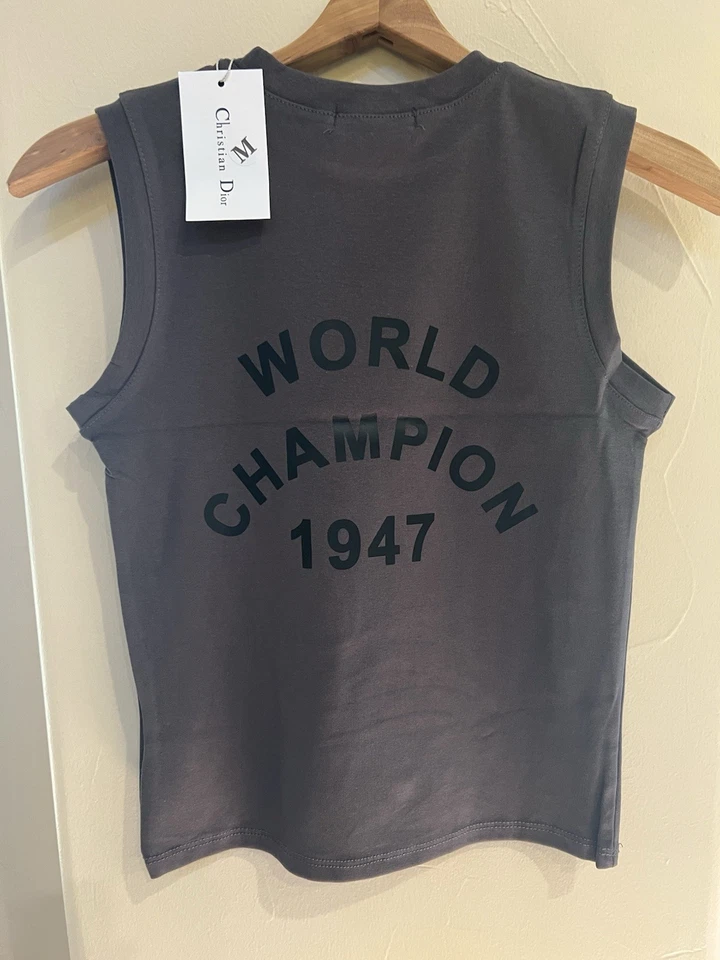 Christian Dior
M
WORLD
CHAMPION
1947